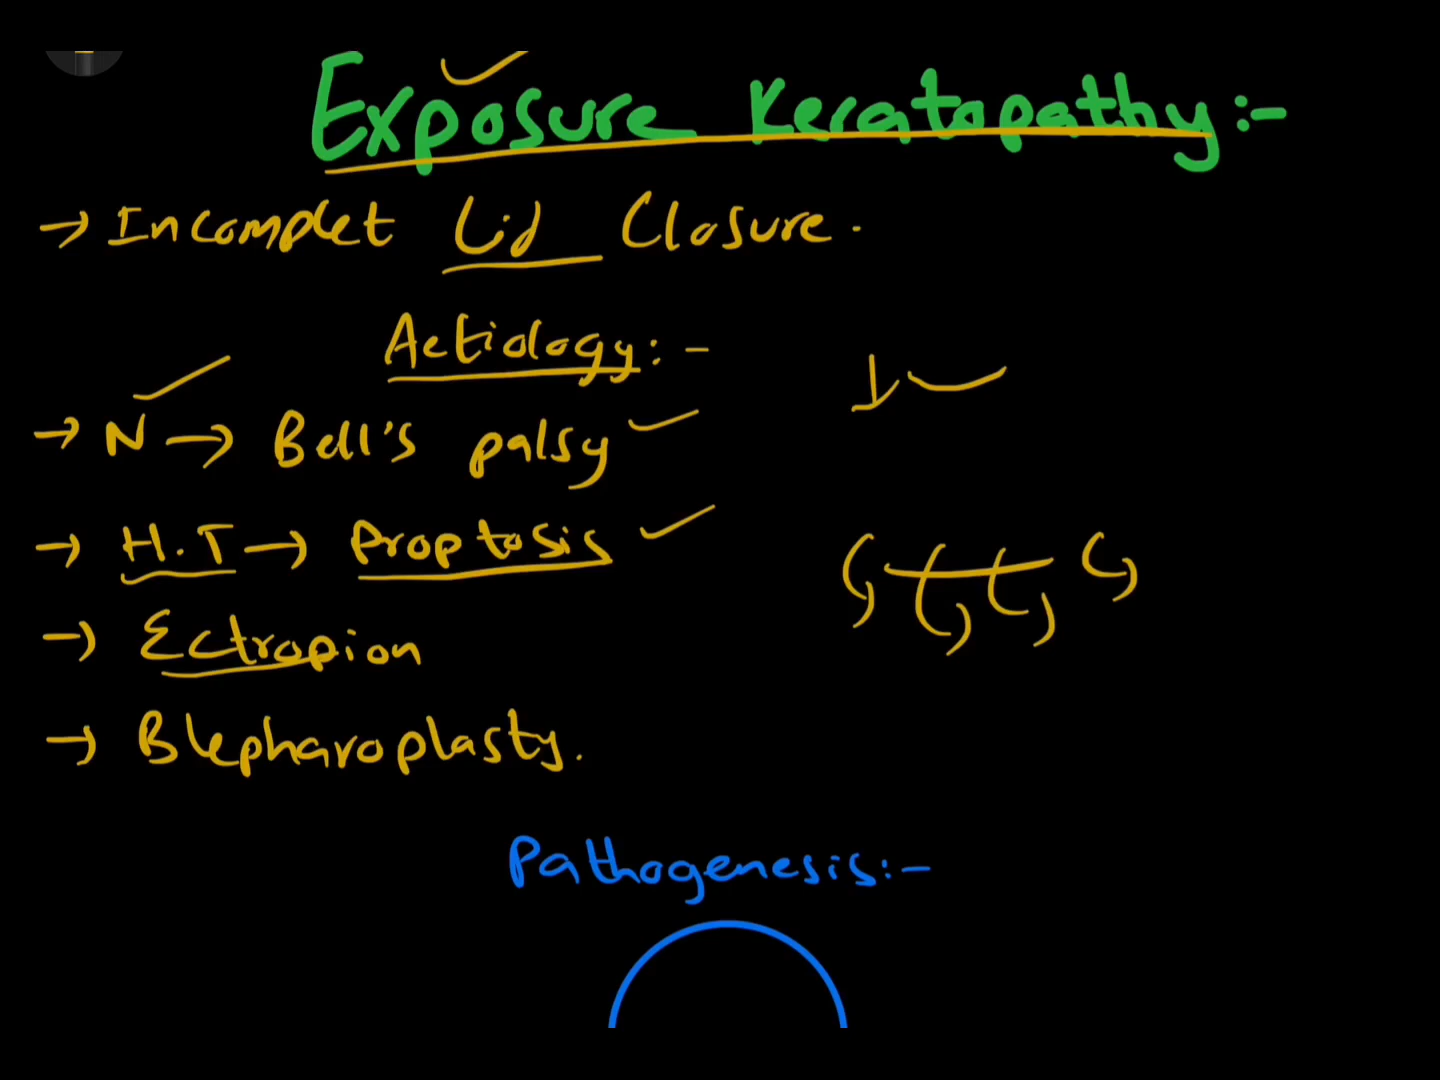 Exposure Keratopathy:-
→ Incomplet Lid Closure.
Aetiology:-
→ N → Bell's palsy
→ H.T → Proptosis
→ Ectropion
→ Blepharoplasty.
Pathogenesis:-